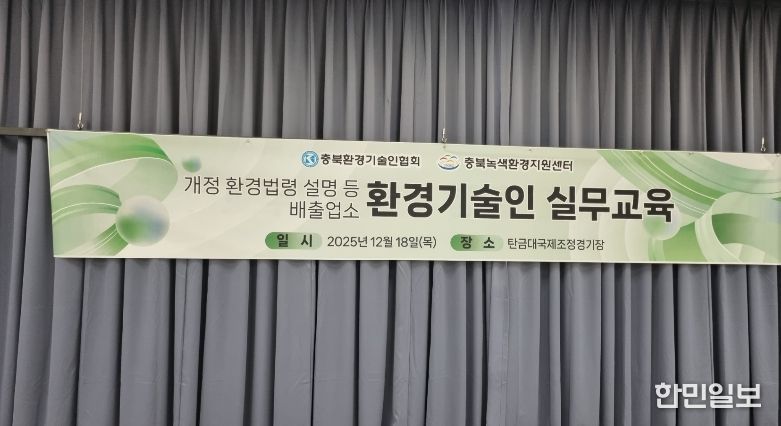 충북환경기술인협회 충북녹색환경지원센터
개정 환경법령 설명 등
배출업소 환경기술인 실무교육
일 시 2025년 12월 18일(목) 장 소 탄금대국제조정경기장
한민일보